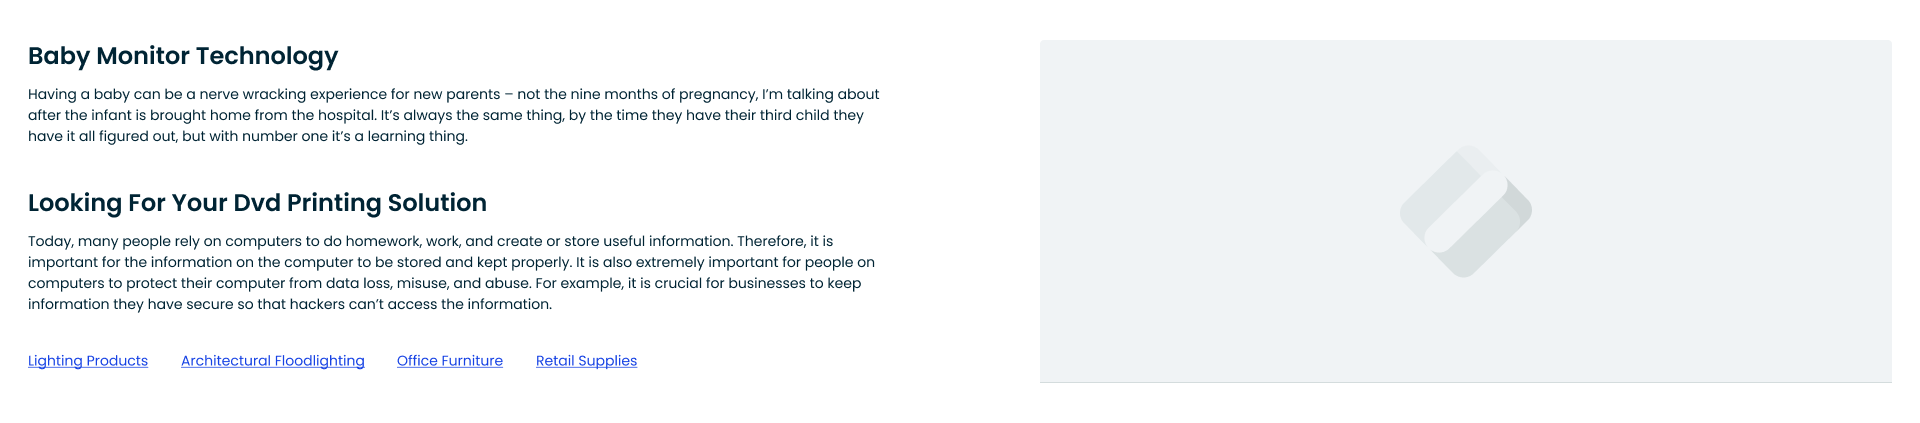 Baby Monitor Technology
Having a baby can be a nerve wracking experience for new parents – not the nine months of pregnancy, I’m talking about
after the infant is brought home from the hospital. It’s always the same thing, by the time they have their third child they
have it all figured out, but with number one it’s a learning thing.
Looking For Your Dvd Printing Solution
Today, many people rely on computers to do homework, work, and create or store useful information. Therefore, it is
important for the information on the computer to be stored and kept properly. It is also extremely important for people on
computers to protect their computer from data loss, misuse, and abuse. For example, it is crucial for businesses to keep
information they have secure so that hackers can’t access the information.
Lighting Products Architectural Floodlighting Office Furniture Retail Supplies